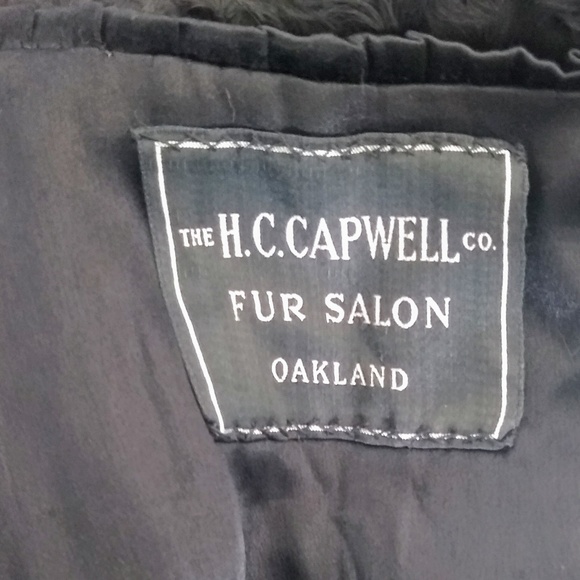 THE H.C.CAPWELL CO.
FUR SALON
OAKLAND